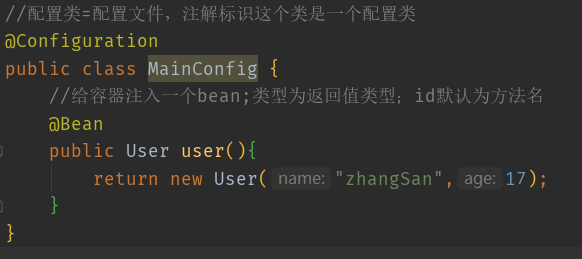 //配置类=配置文件，注解标识这个类是一个配置类
@Configuration
public class MainConfig {
//给容器注入一个bean;类型为返回值类型；id默认为方法名
@Bean
public User user(){
return new User( name: "zhangSan", age: 17);
}
}